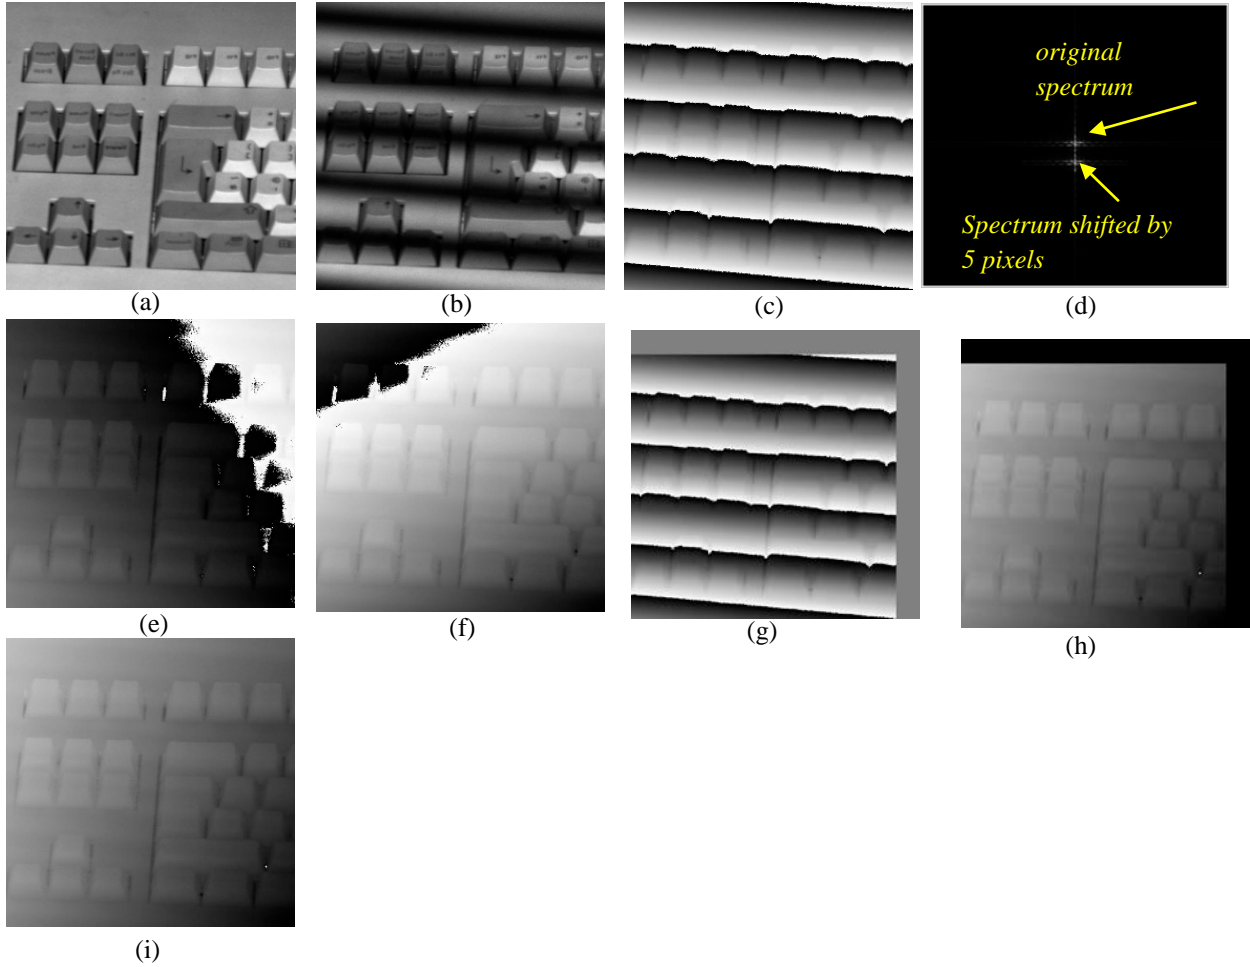 original
spectrum
Spectrum shifted by
5 pixels
(a)
(b)
(c)
(d)
(e)
(f)
(g)
(h)
(i)